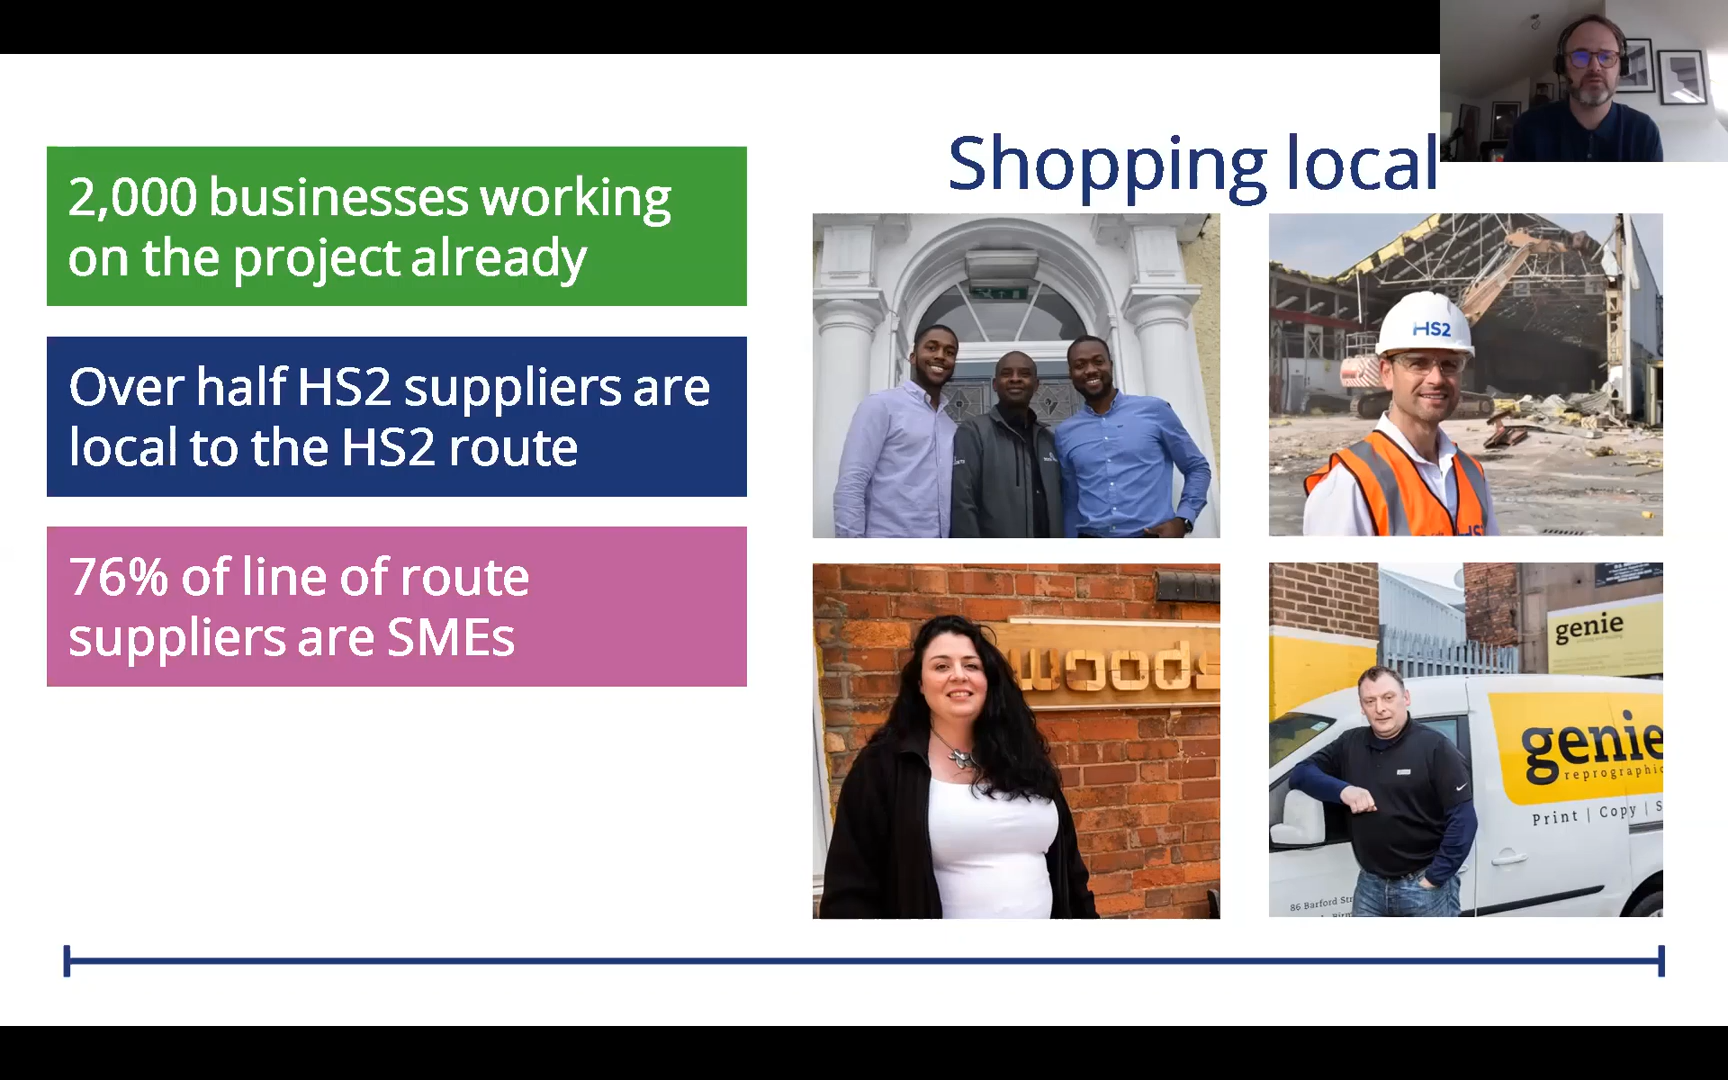 Shopping local
2,000 businesses working
on the project already
Over half HS2 suppliers are
local to the HS2 route
76% of line of route
suppliers are SMEs
HS2
woods
genie
genie
reprographic
Print | Copy | S
86 Barford Str